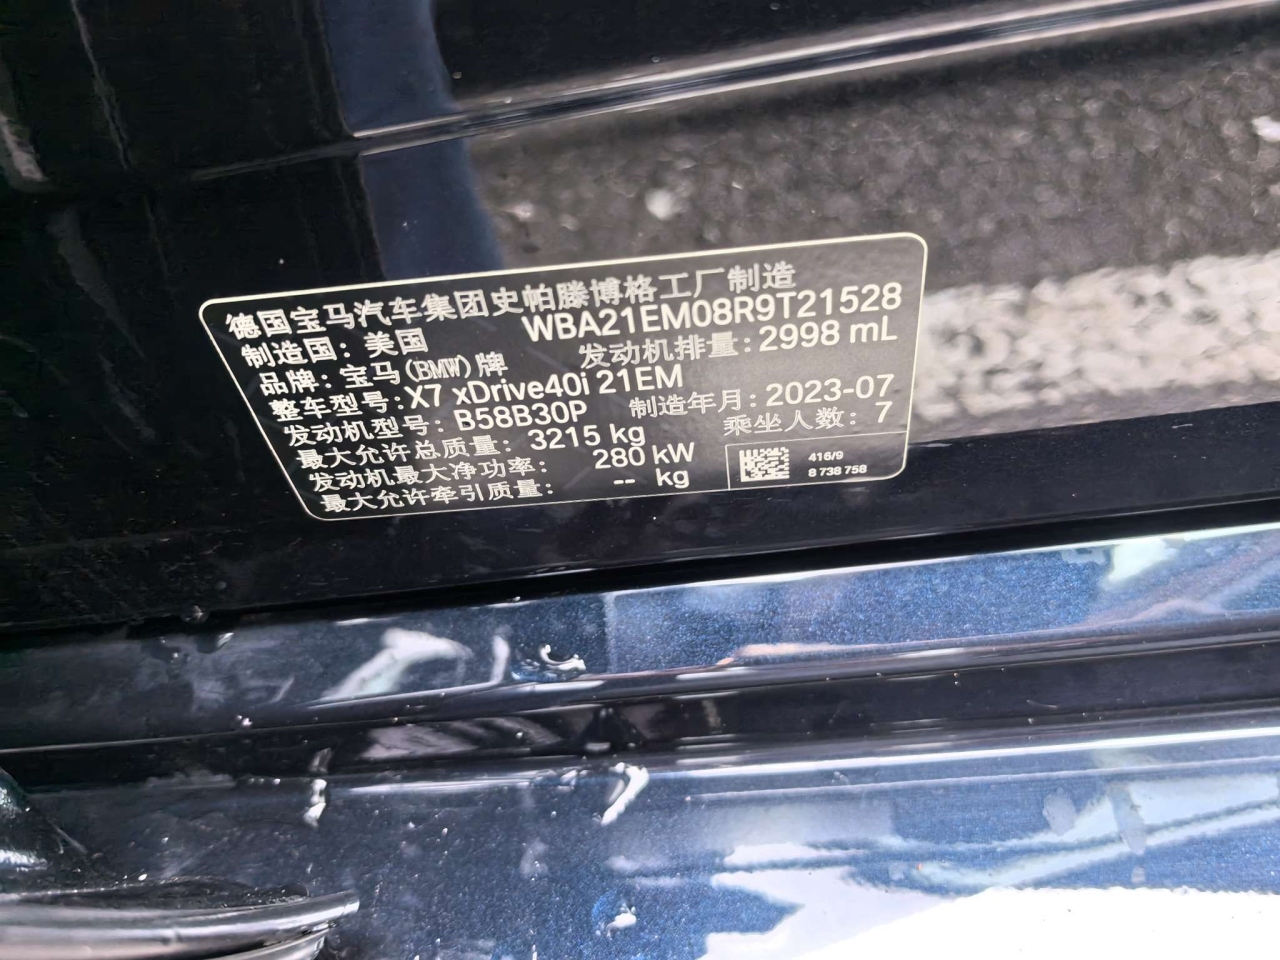 德国宝马汽车集团史帕滕博格工厂制造
制造国: 美国 WBA21EM08R9T21528
品牌: 宝马(BMW)牌 发动机排量: 2998 mL
整车型号: X7 xDrive40i 21EM
发动机型号: B58B30P 制造年月: 2023-07
最大允许总质量: 3215 kg 乘坐人数: 7
发动机最大净功率: 280 kW
最大允许牵引质量: -- kg
416/9
8 738 758